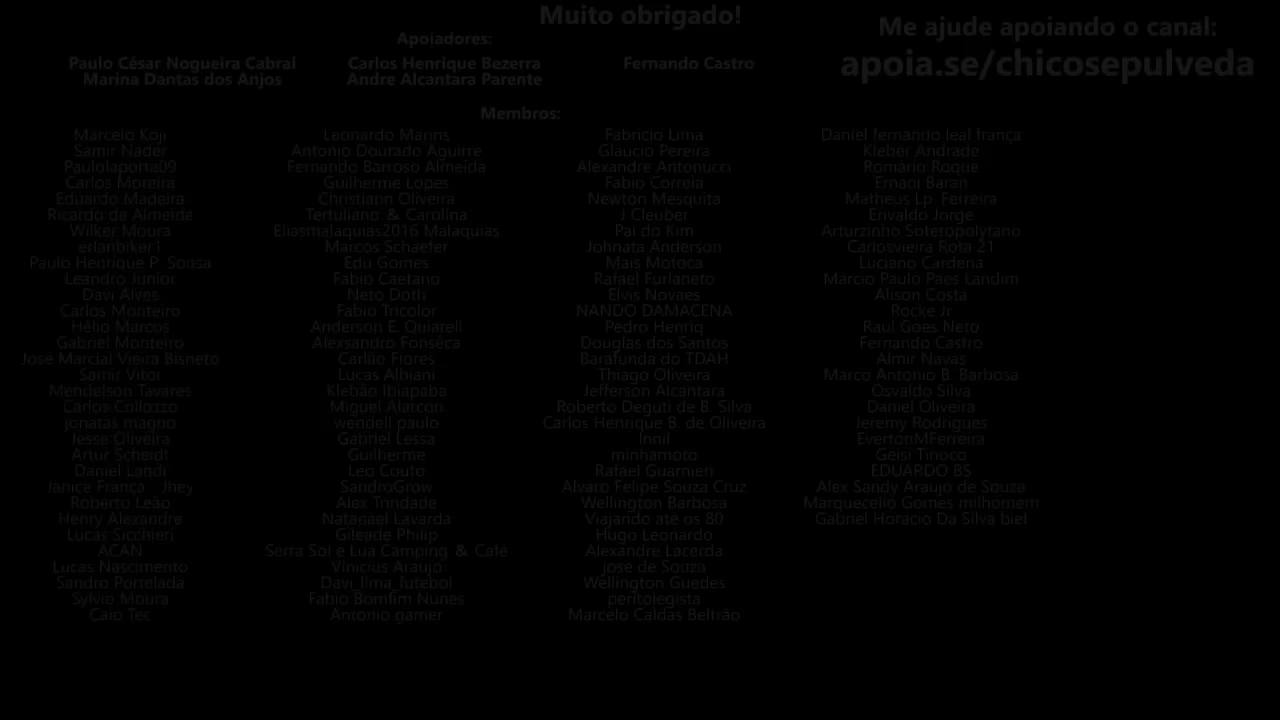 Muito obrigado!
Me ajude apoiando o canal:
apoia.se/chicosepulveda
Apoiadores:
Paulo César Nogueira Cabral
Marina Dantas dos Anjos
Carlos Henrique Bezerra
Andre Alcantara Parente
Fernando Castro
Membros:
Marcelo Koji
Samir Nader
Paulolaporta09
Carlos Moreira
Eduardo Madeira
Ricardo de Almeida
Wilker Moura
erlanbiker1
Paulo Henrique P. Sousa
Leandro Junior
Davi Alves
Carlos Monteiro
Hélio Marcos
Gabriel Monteiro
José Marcial Vieira Bisneto
Samir Vitor
Mendelson Tavares
Carlos Collozzo
jonatas magno
Jesse Oliveira
Artur Scheidt
Daniel Landi
Janice França _Jhey
Roberto Leão
Henry Alexandre
Lucas Sicchieri
ACAN
Lucas Nascimento
Sandro Portelada
Sylvio Moura
Caio Tec
Leonardo Marins
Antonio Dourado Aguirre
Fernando Barroso Almeida
Guilherme Lopes
Christiann Oliveira
Tertuliano & Carolina
Eliasmalaquias2016 Malaquias
Marcos Schaefer
Edu Gomes
Fabio Caetano
Neto Doth
Fabio Tricolor
Anderson E. Quiarell
Alexsandro Fonsêca
Carlão Flores
Lucas Albiani
Klebão Ibiapaba
Miguel Alarcon
wendell paulo
Gabriel Lessa
Guilherme
Leo Couto
SandroGrow
Alex Trindade
Natanael Lavarda
Gileade Philip
Serra Sol e Lua Camping & Café
Vinicius Araujo
Davi_lima_futebol
Fabio Bomfim Nunes
Antonio gamer
Fabrício Lima
Glaucio Pereira
Alexandre Antonucci
Fábio Correia
Newton Mesquita
J Cleuber
Pai do Kim
Johnata Anderson
Mais Motoca
Rafael Furlaneto
Elvis Novaes
NANDO DAMACENA
Pedro Henriq
Douglas dos Santos
Barafunda do TDAH
Thiago Oliveira
Jefferson Alcantara
Roberto Deguti de B. Silva
Carlos Henrique B. de Oliveira
Innil
minhamoto
Rafael Guarnieri
Alvaro Felipe Souza Cruz
Wellington Barbosa
Viajando até os 80
Hugo Leonardo
Alexandre Lacerda
jose de Souza
Wellington Guedes
peritolegista
Marcelo Caldas Beltrão
Daniel fernando leal frança
Kleber Andrade
Romário Roque
Ernani Baran
Matheus Lp. Ferreira
Erivaldo Jorge
Arturzinho Soteropolytano
Carlosvieira Rota 21
Luciano Cardena
Márcio Paulo Paes Landim
Alison Costa
Rocke Jr
Raul Goes Neto
Fernando Castro
Almir Navas
Marco Antonio B. Barbosa
Osvaldo Silva
Daniel Oliveira
Jeremy Rodrigues
EvertonMFerreira
Geisi Tinoco
EDUARDO BS
Alex Sandy Araujo de Souza
Marquecelio Gomes milhomem
Gabriel Horacio Da Silva biel